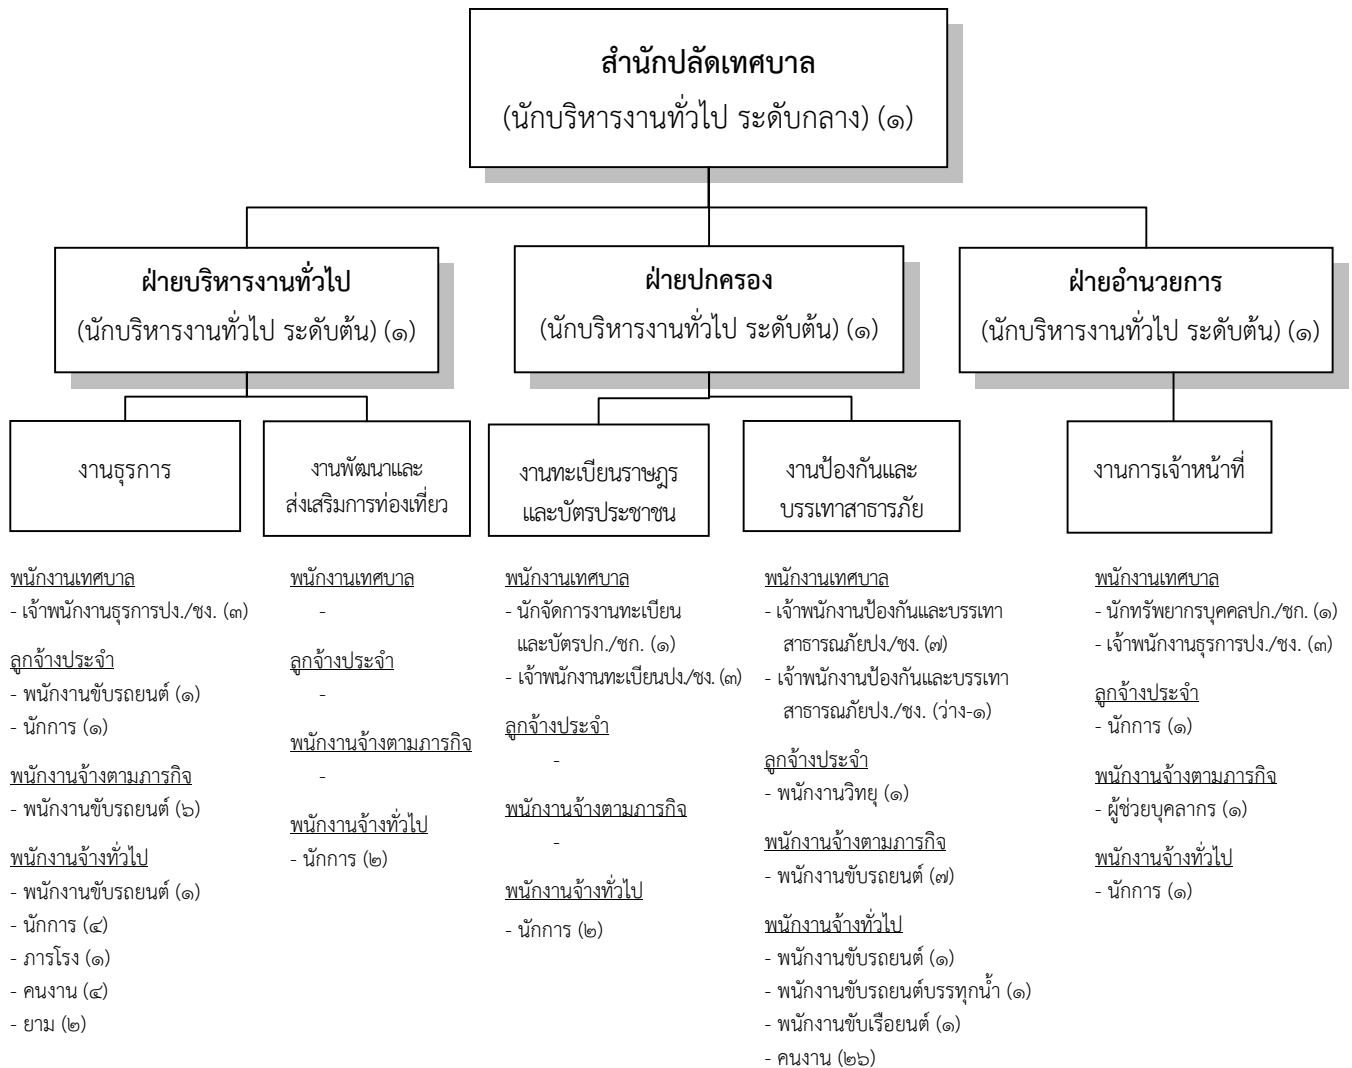 สำนักปลัดเทศบาล
(นักบริหารงานทั่วไป ระดับกลาง) (๑)
ฝ่ายบริหารงานทั่วไป
(นักบริหารงานทั่วไป ระดับต้น) (๑)
ฝ่ายปกครอง
(นักบริหารงานทั่วไป ระดับต้น) (๑)
ฝ่ายอำนวยการ
(นักบริหารงานทั่วไป ระดับต้น) (๑)
งานธุรการ
งานพัฒนาและ
ส่งเสริมการท่องเที่ยว
งานทะเบียนราษฎร
และบัตรประชาชน
งานป้องกันและ
บรรเทาสาธารภัย
งานการเจ้าหน้าที่
พนักงานเทศบาล
- เจ้าพนักงานธุรการปง./ชง. (๓)
ลูกจ้างประจำ
- พนักงานขับรถยนต์ (๑)
- นักการ (๑)
พนักงานจ้างตามภารกิจ
- พนักงานขับรถยนต์ (๖)
พนักงานจ้างทั่วไป
- พนักงานขับรถยนต์ (๑)
- นักการ (๔)
- ภารโรง (๑)
- คนงาน (๔)
- ยาม (๒)
พนักงานเทศบาล
-
ลูกจ้างประจำ
-
พนักงานจ้างตามภารกิจ
-
พนักงานจ้างทั่วไป
- นักการ (๒)
พนักงานเทศบาล
- นักจัดการงานทะเบียน
และบัตรปก./ชก. (๑)
- เจ้าพนักงานทะเบียนปง./ชง. (๓)
ลูกจ้างประจำ
-
พนักงานจ้างตามภารกิจ
-
พนักงานจ้างทั่วไป
- นักการ (๒)
พนักงานเทศบาล
- เจ้าพนักงานป้องกันและบรรเทา
สาธารณภัยปง./ชง. (๗)
- เจ้าพนักงานป้องกันและบรรเทา
สาธารณภัยปง./ชง. (ว่าง-๑)
ลูกจ้างประจำ
- พนักงานวิทยุ (๑)
พนักงานจ้างตามภารกิจ
- พนักงานขับรถยนต์ (๗)
พนักงานจ้างทั่วไป
- พนักงานขับรถยนต์ (๑)
- พนักงานขับรถยนต์บรรทุกน้ำ (๑)
- พนักงานขับเรือยนต์ (๑)
- คนงาน (๒๖)
พนักงานเทศบาล
- นักทรัพยากรบุคคลปก./ชก. (๑)
- เจ้าพนักงานธุรการปง./ชง. (๓)
ลูกจ้างประจำ
- นักการ (๑)
พนักงานจ้างตามภารกิจ
- ผู้ช่วยบุคลากร (๑)
พนักงานจ้างทั่วไป
- นักการ (๑)